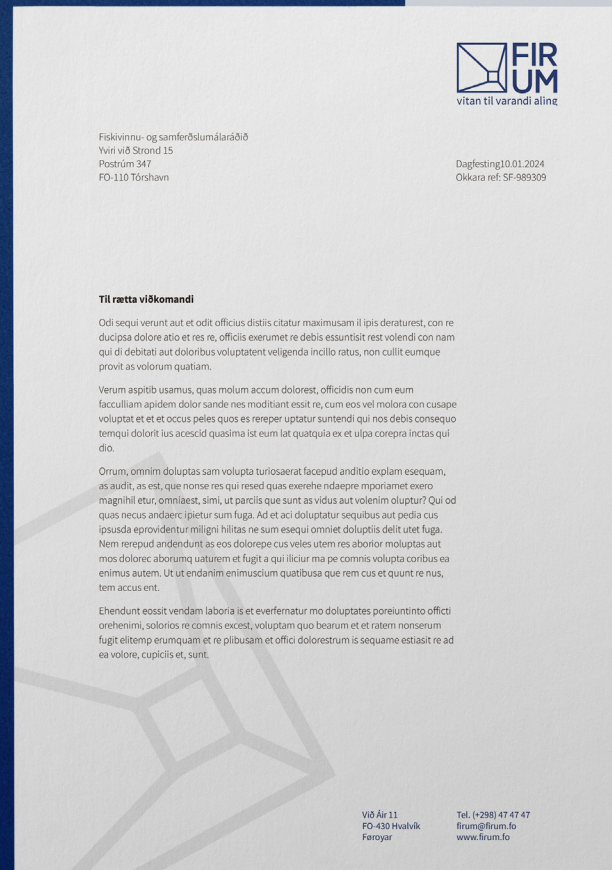 FIR
UM
vitan til varandi aling
Fiskivinnu- og samferðslumálaráðið
Yviri við Strond 15
Postrúm 347
FO-110 Tórshavn
Dagfesting10.01.2024
Okkara ref: SF-989309
Til rætta viðkomandi
Odi sequi verunt aut et odit officius distiis citatur maximusam il ipis deraturest, con re
ducipsa dolore atio et res re, officiis exerumet re debis essuntisit rest volendi con nam
qui di debitati aut doloribus voluptatent veligenda incillo ratus, non cullit eumque
provit as volorum quatiam.
Verum aspitib usamus, quas molum accum dolorest, officidis non cum eum
facculliam apidem dolor sande nes moditiant essit re, cum eos vel molora con cusape
voluptat et et et occus peles quos es rereper uptatur suntendi qui nos debis consequo
temqui dolorit ius acescid quasima ist eum lat quatquia ex et ulpa corepra inctas qui
dio.
Orrum, omnim doluptas sam volupta turiosaerat facepud anditio explam esequam,
as audit, as est, que nonse res qui resed quas exerehe ndaepre mporiamet exero
magnihil etur, omniaest, simi, ut parciis que sunt as vidus aut volenim oluptur? Qui od
quas necus andaerc ipietur sum fuga. Ad et aci doluptatur sequibus aut pedia cus
ipsusda eprovidentur miligni hilitas ne sum esequi omniet doluptiis delit utet fuga.
Nem rerepud andendunt as eos dolorepe cus veles utem res aborior moluptas aut
mos dolorec aborumq uaturem et fugit a qui iliciur ma pe comnis volupta coribus ea
enimus autem. Ut ut endanim enimuscium quatibusa que rem cus et quunt re nus,
tem accus ent.
Ehendunt eossit vendam laboria is et everfernatur mo doluptates poreiuntinto officti
orehenimi, solorios re comnis excest, voluptam quo bearum et et ratem nonserum
fugit elitemp erumquam et re plibusam et offici dolorestrum is sequame estiasit re ad
ea volore, cupiciis et, sunt.
Við Áir 11
FO-430 Hvalvík
Føroyar
Tel. (+298) 47 47 47
firum@firum.fo
www.firum.fo